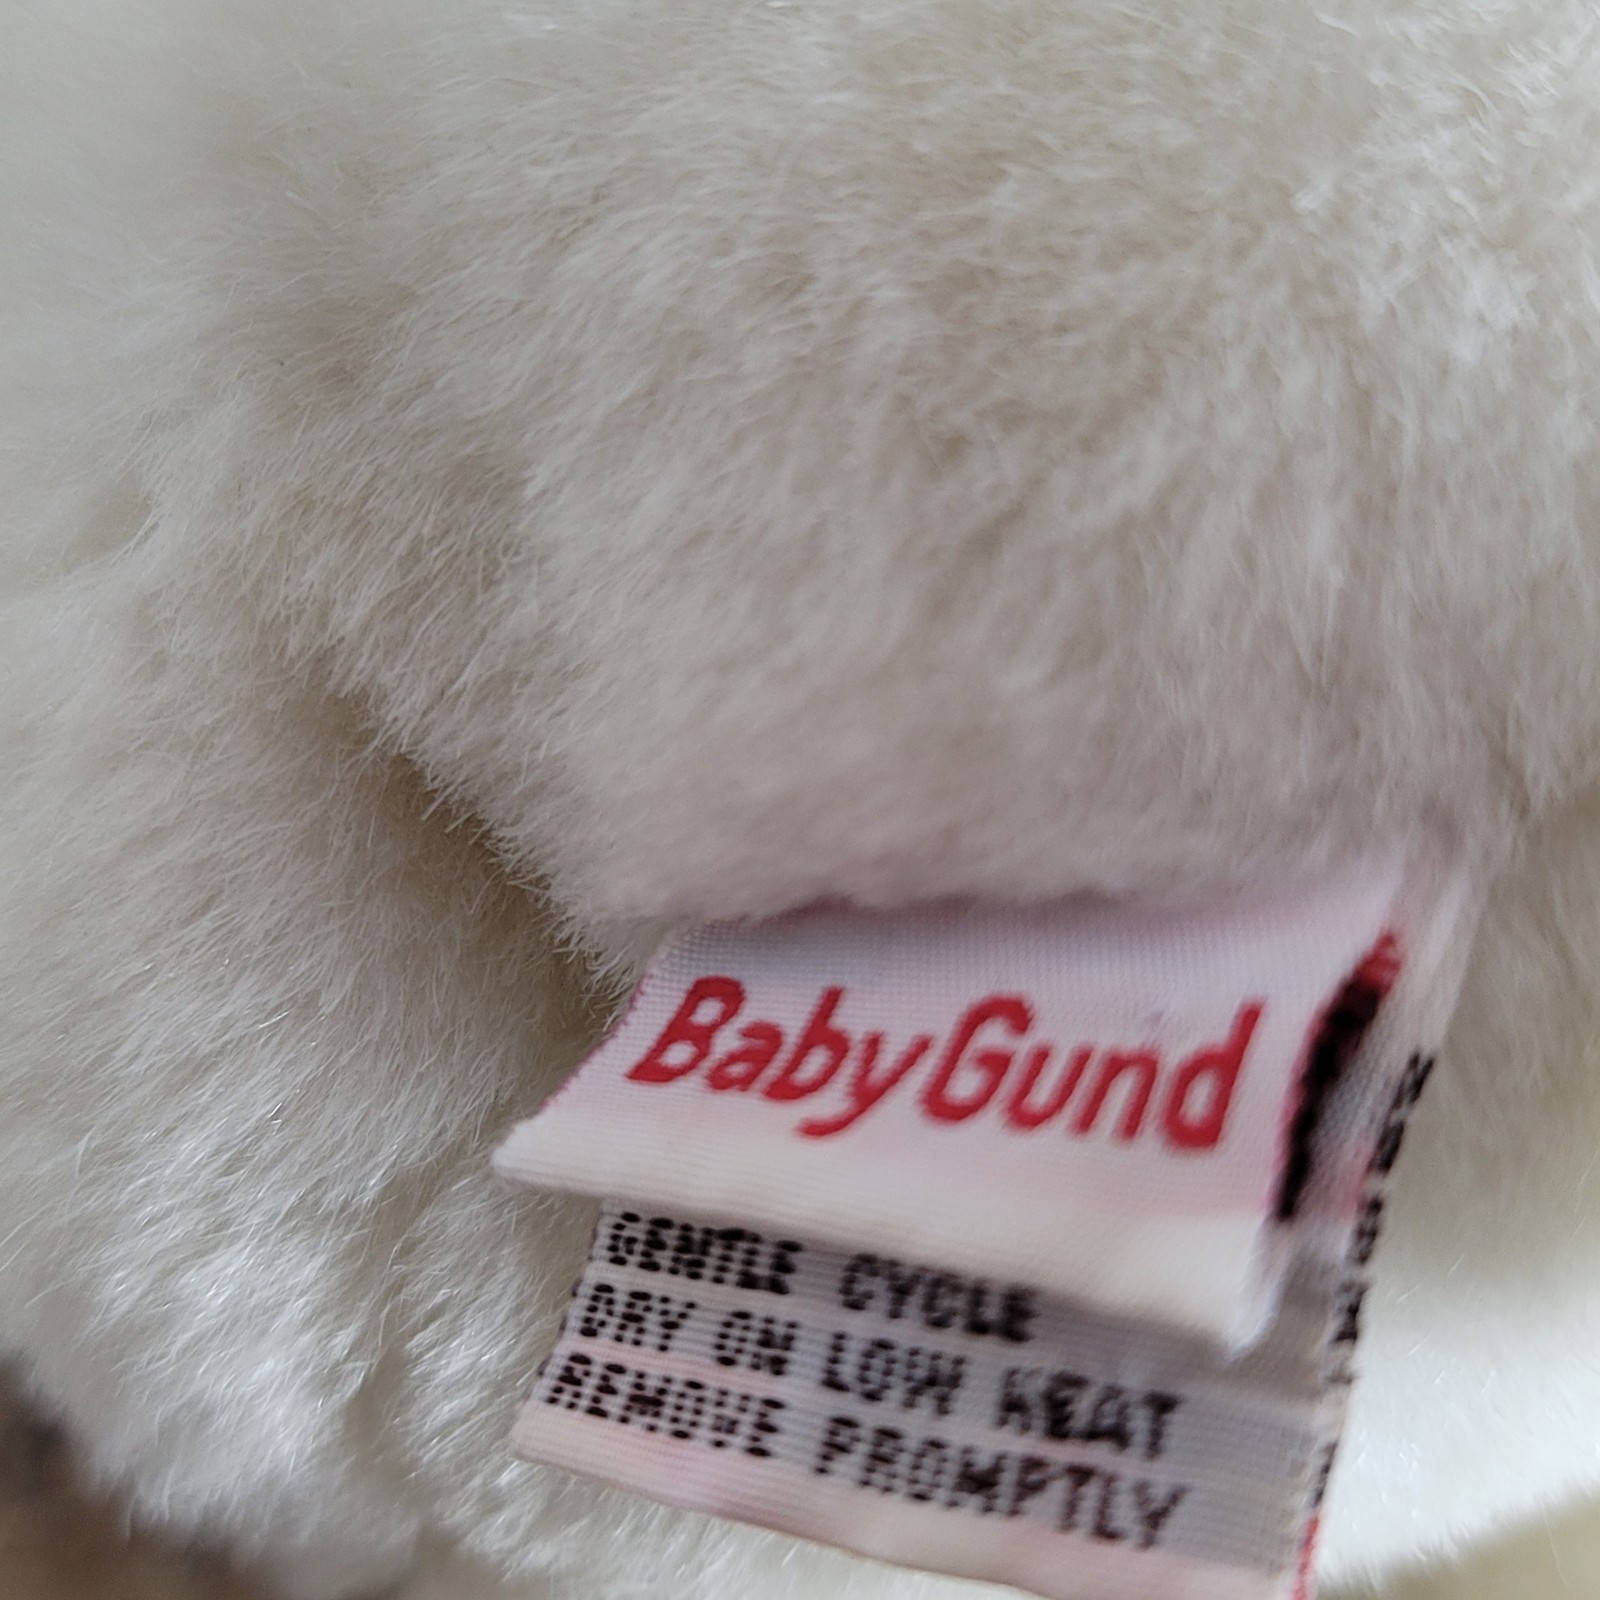 BabyGund
GENTLE CYCLE
DRY ON LOW HEAT
REMOVE PROMPTLY